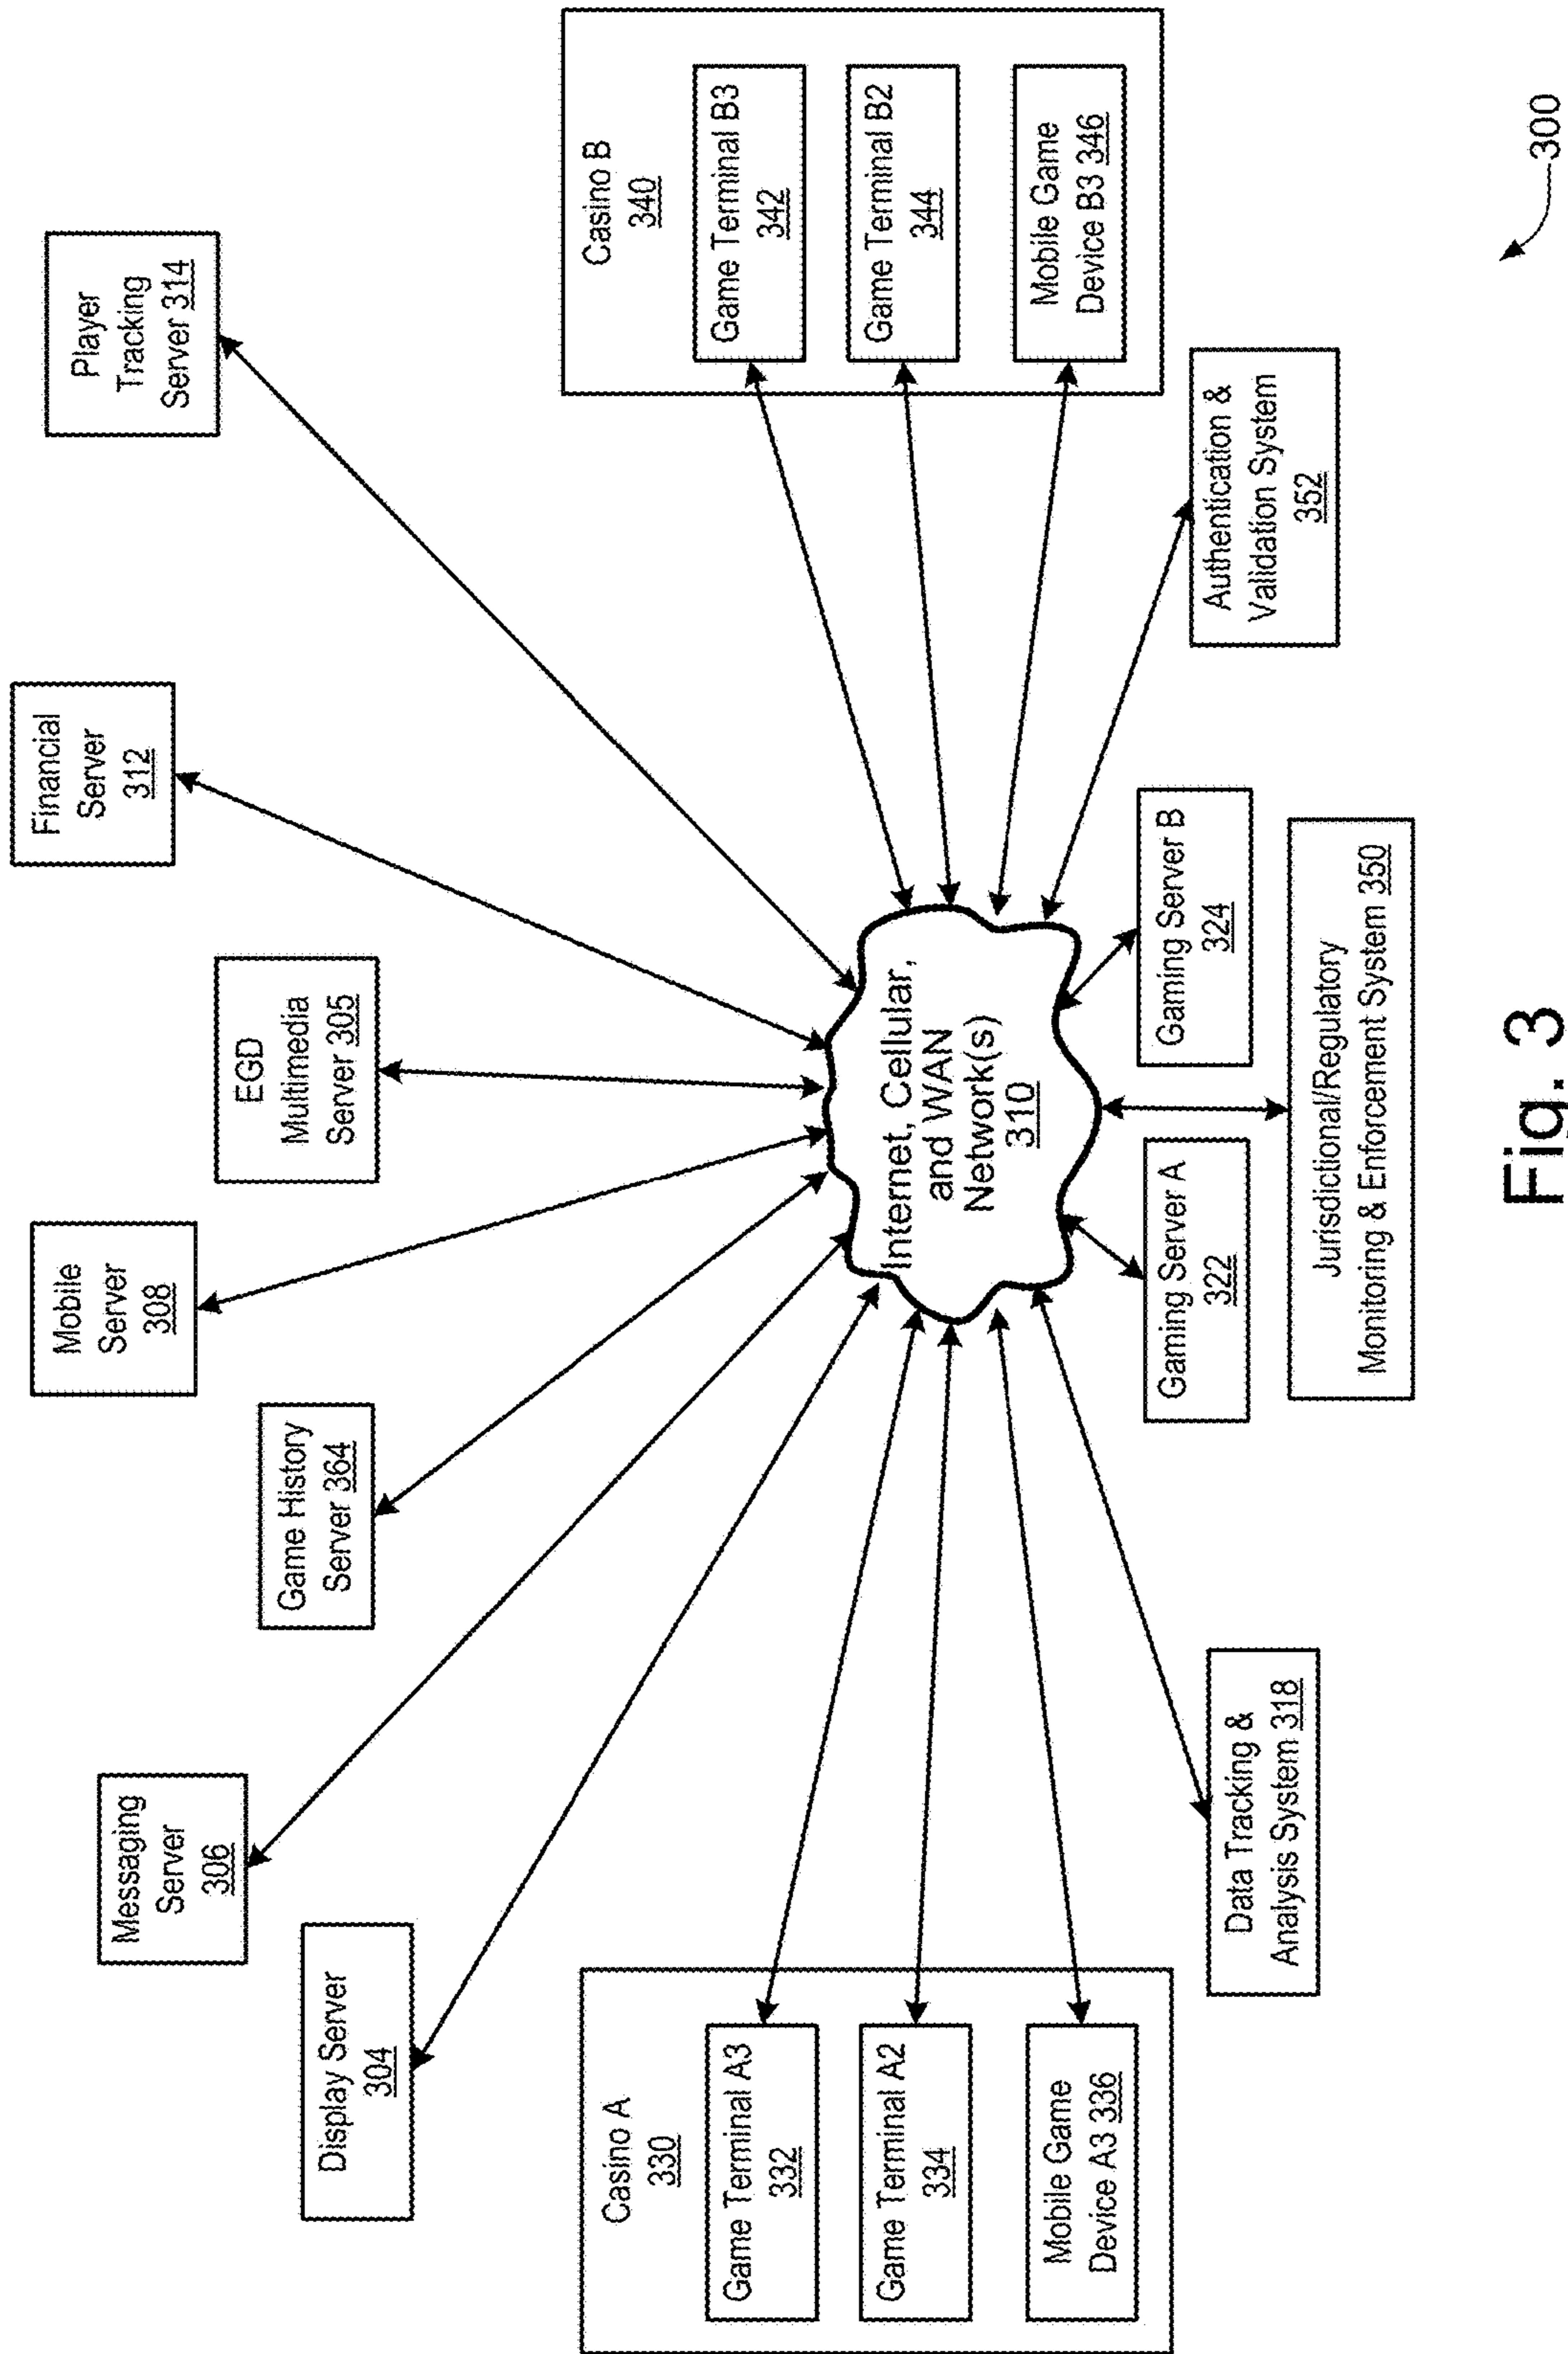 Player
Tracking
Server 314
Financial
Server
312
EGD
Multimedia
Server 305
Mobile
Server
308
Game History
Server 364
Messaging
Server
306
Display Server
304
Casino A
330
Game Terminal A3
332
Game Terminal A2
334
Mobile Game
Device A3 336
Internet, Cellular,
and WAN
Network(s)
310
Casino B
340
Game Terminal B3
342
Game Terminal B2
344
Mobile Game
Device B3 346
Data Tracking &
Analysis System 318
Gaming Server A
322
Gaming Server B
324
Authentication &
Validation System
352
Jurisdictional/Regulatory
Monitoring & Enforcement System 350
300
Fig. 3